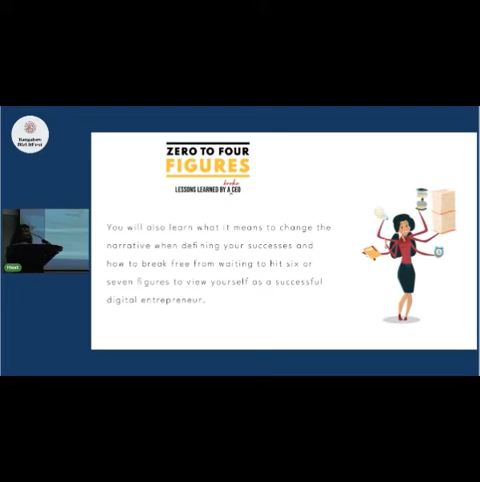 ZERO TO FOUR
FIGURES
broke
LESSONS LEARNED BY A CEO
You will also learn what it means to change the
narrative when defining your successes and
how to break free from waiting to hit six or
seven figures to view yourself as a successful
digital entrepreneur.